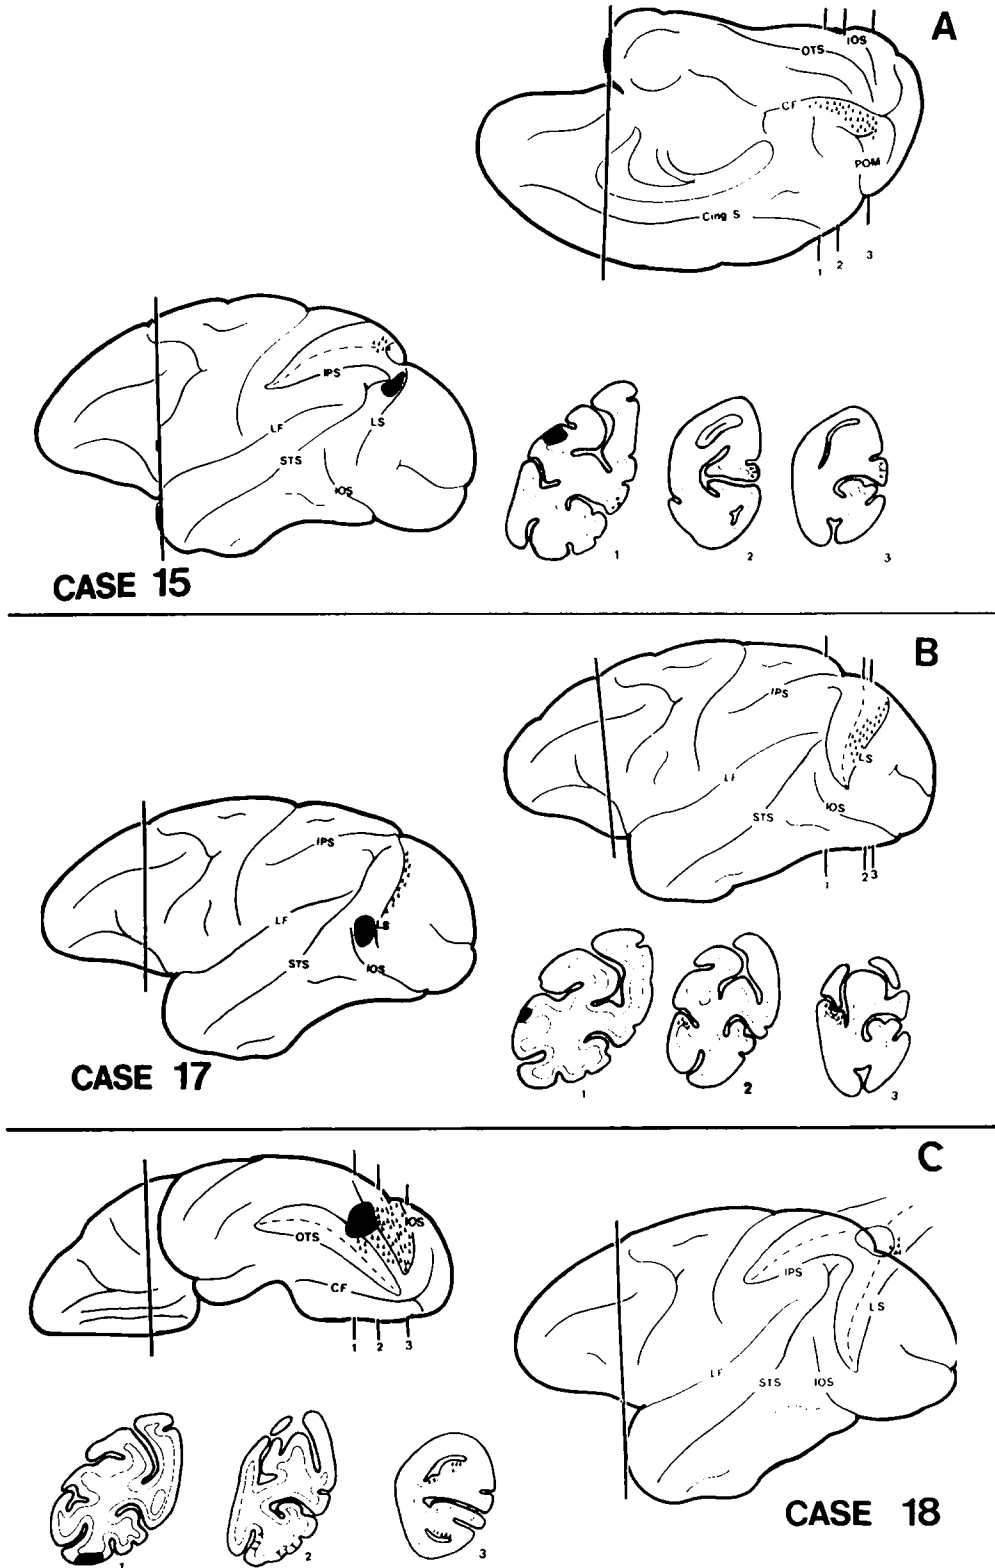 A
OTS
IOS
CF
POM
Cing S
1 2 3
IPS
LF
LS
STS
IOS
1 2 3
CASE 15
B
IPS
LF
LS
IOS
STS
1 2 3
IPS
LF
LS
STS
IOS
CASE 17
1 2 3
C
IOS
OTS
CF
1 2 3
IPS
LS
LF
STS
IOS
1 2 3
CASE 18